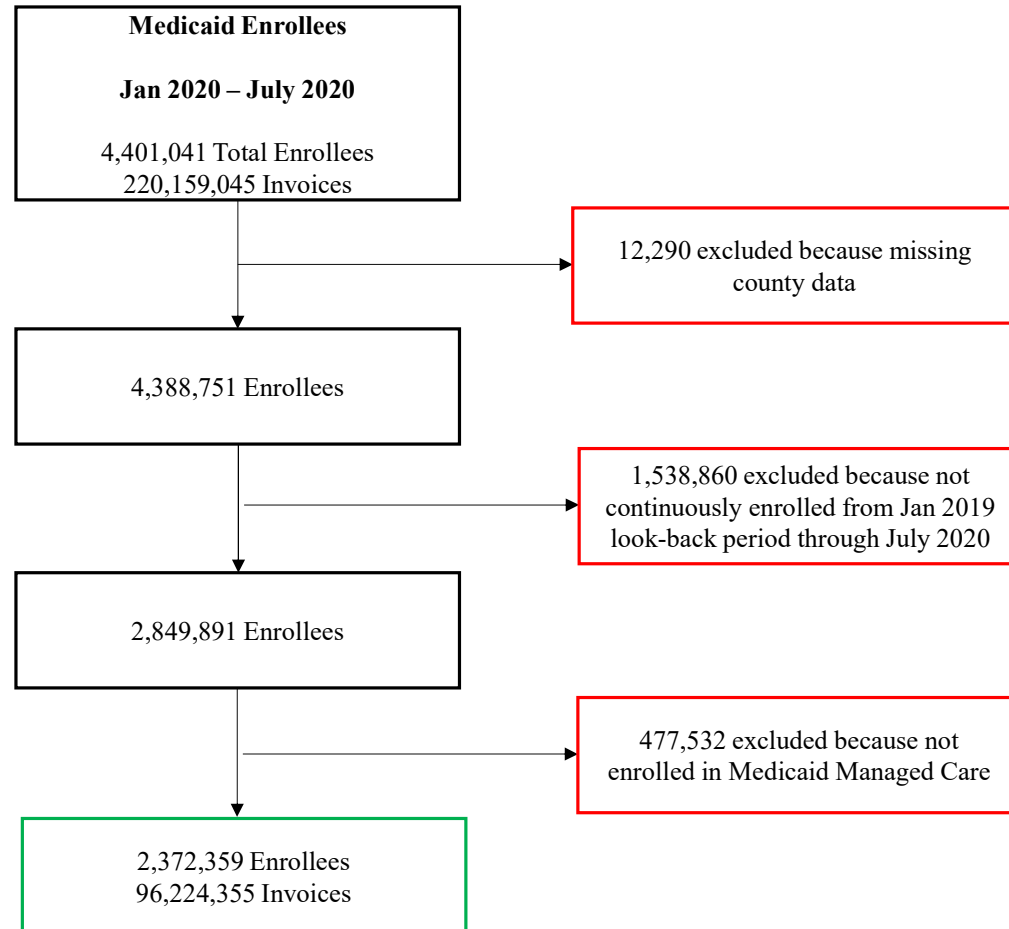 Medicaid Enrollees
Jan 2020 – July 2020
4,401,041 Total Enrollees
220,159,045 Invoices
12,290 excluded because missing
county data
4,388,751 Enrollees
1,538,860 excluded because not
continuously enrolled from Jan 2019
look-back period through July 2020
2,849,891 Enrollees
477,532 excluded because not
enrolled in Medicaid Managed Care
2,372,359 Enrollees
96,224,355 Invoices